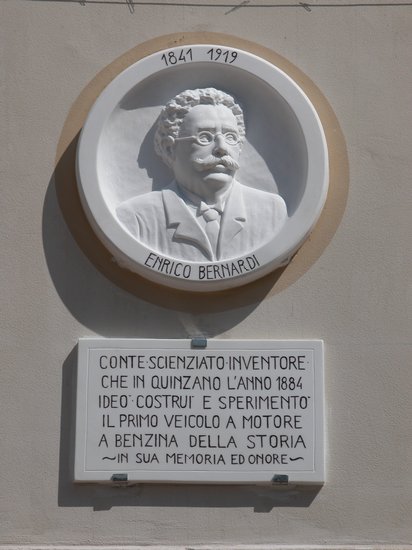 1841 1919
ENRICO BERNARDI
CONTE·SCIENZIATO·INVENTORE
CHE IN QUINZANO L'ANNO 1884
IDEO' COSTRUI' E SPERIMENTO'
IL PRIMO VEICOLO A MOTORE
A BENZINA DELLA STORIA
~IN SUA MEMORIA ED ONORE~